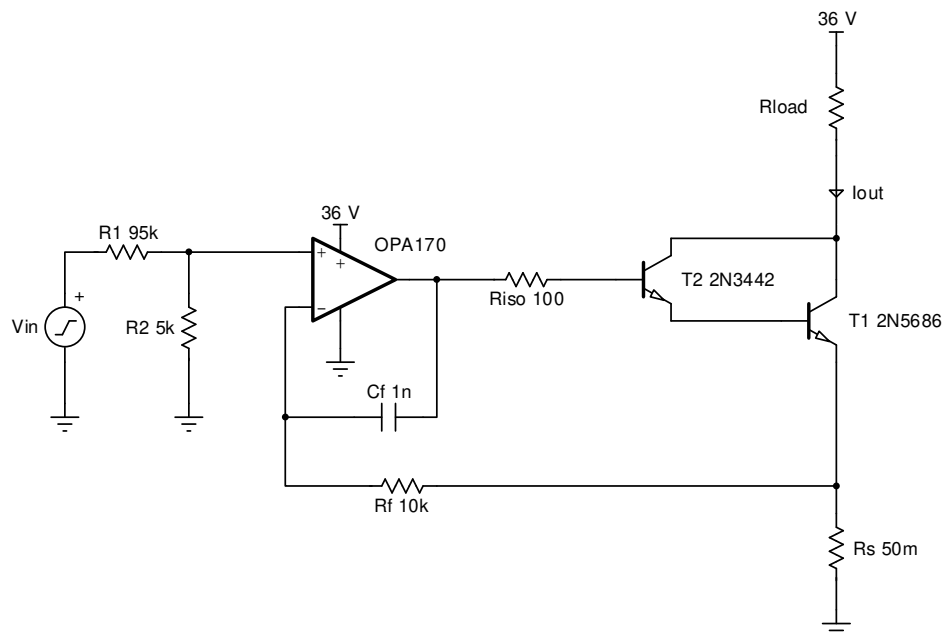 36 V
Rload
Iout
36 V
R1 95k
OPA170
+
+
−
+
Vin
R2 5k
Riso 100
T2 2N3442
T1 2N5686
Cf 1n
Rf 10k
Rs 50m